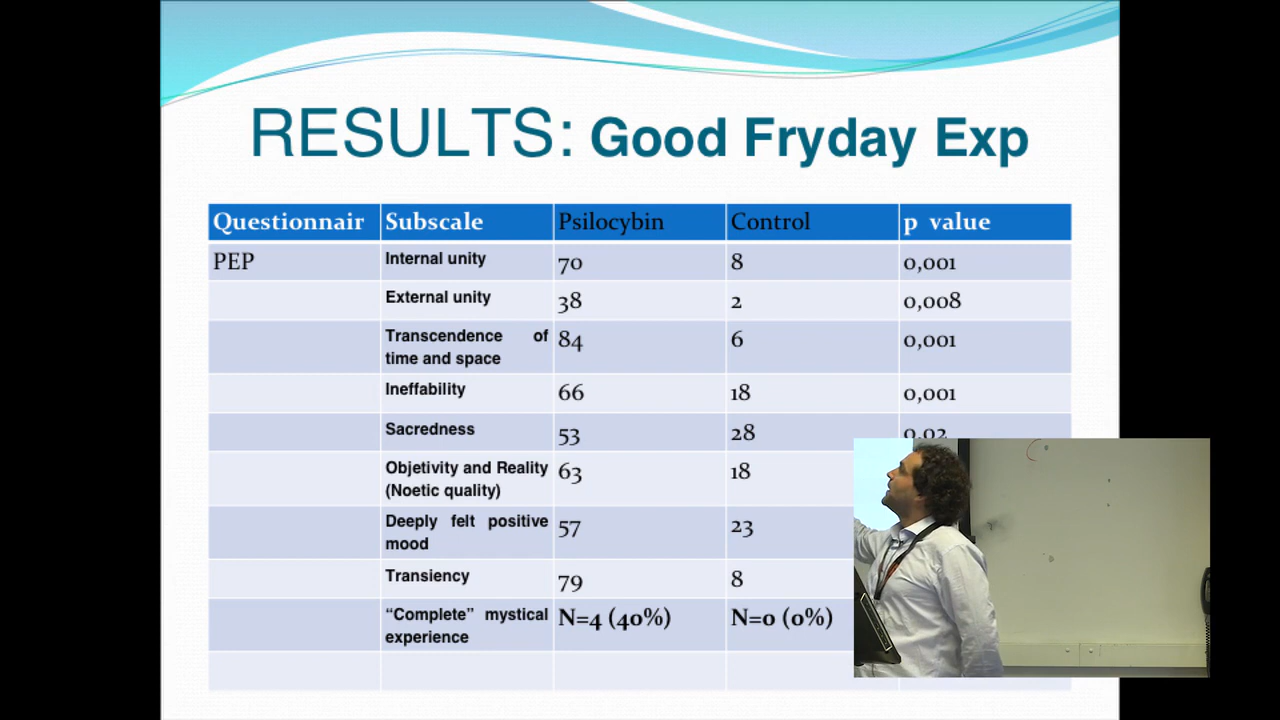 RESULTS: Good Fryday Exp
Questionnair Subscale Psilocybin Control p value
PEP Internal unity 70 8 0,001
External unity 38 2 0,008
Transcendence of
time and space 84 6 0,001
Ineffability 66 18 0,001
Sacredness 53 28 0,02
Objetivity and Reality
(Noetic quality) 63 18
Deeply felt positive
mood 57 23
Transiency 79 8
“Complete” mystical
experience N=4 (40%) N=0 (0%)